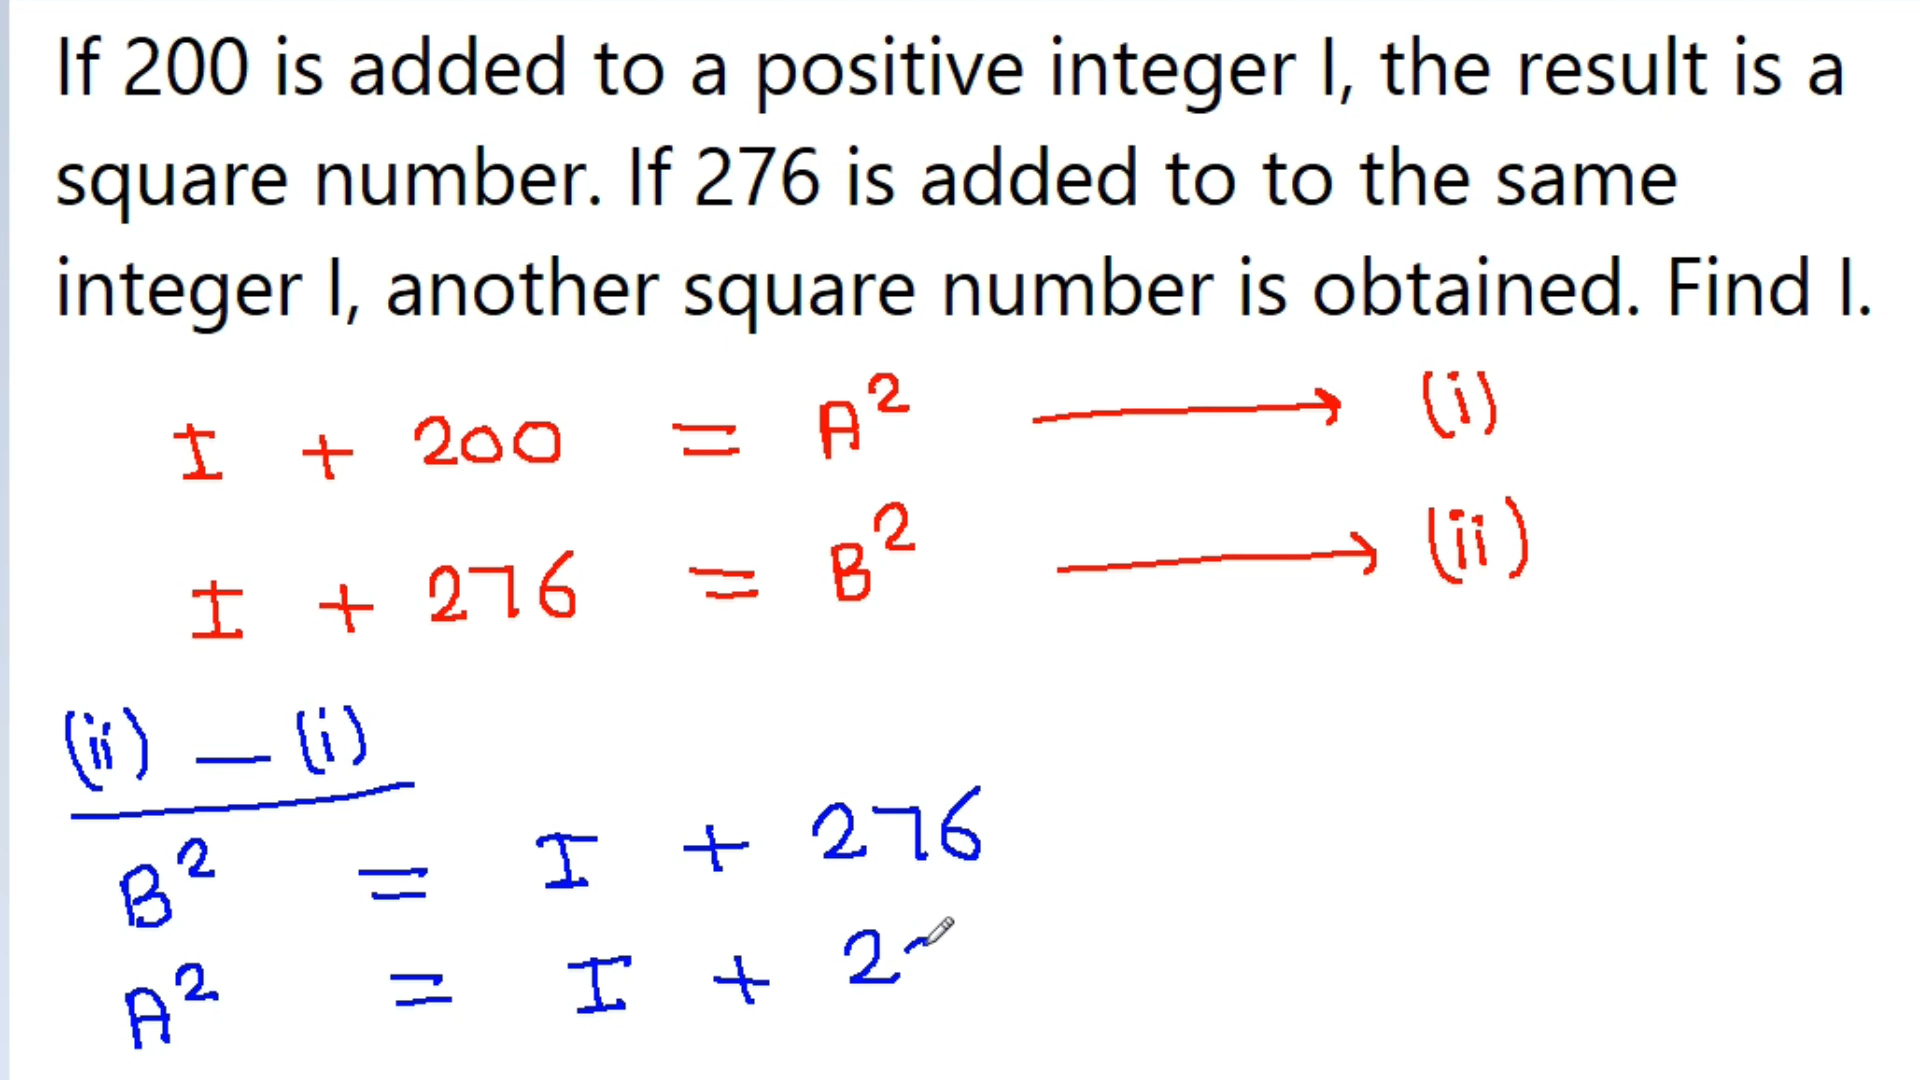 If 200 is added to a positive integer I, the result is a
square number. If 276 is added to to the same
integer I, another square number is obtained. Find I.
I + 200 = A² ⟶ (i)
I + 276 = B² ⟶ (ii)
(ii) — (i)
B² = I + 276
A² = I + 2